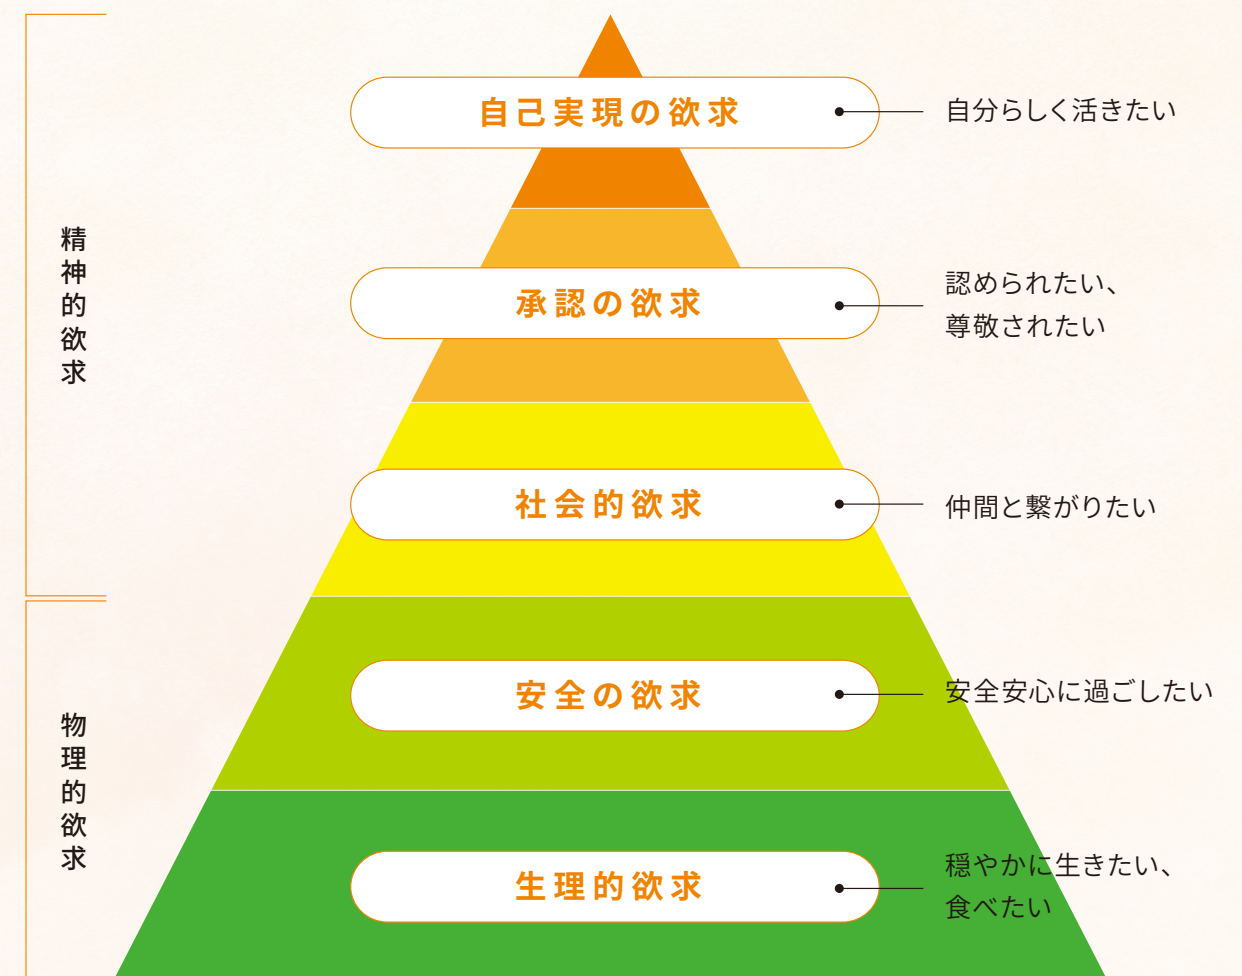 精神的欲求
自己実現の欲求
自分らしく活きたい
承認の欲求
認められたい、
尊敬されたい
社会的欲求
仲間と繋がりたい
物理的欲求
安全の欲求
安全安心に過ごしたい
生理的欲求
穏やかに生きたい、
食べたい